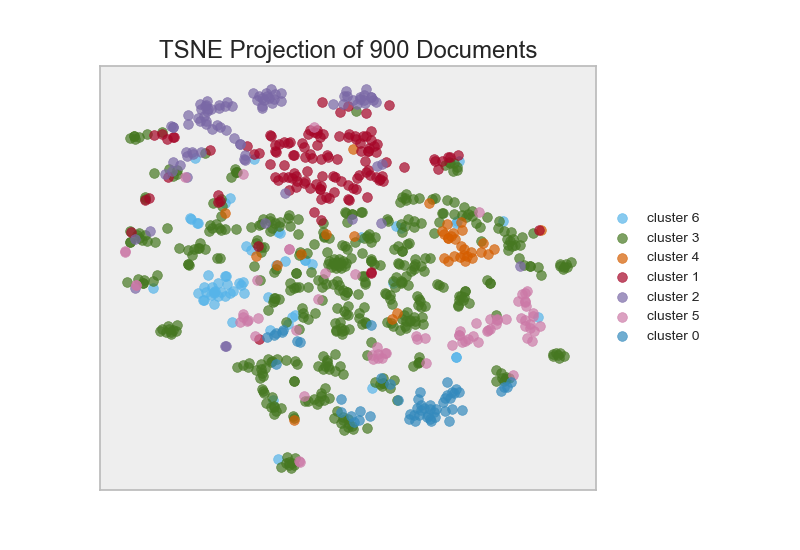 TSNE Projection of 900 Documents
cluster 6
cluster 3
cluster 4
cluster 1
cluster 2
cluster 5
cluster 0